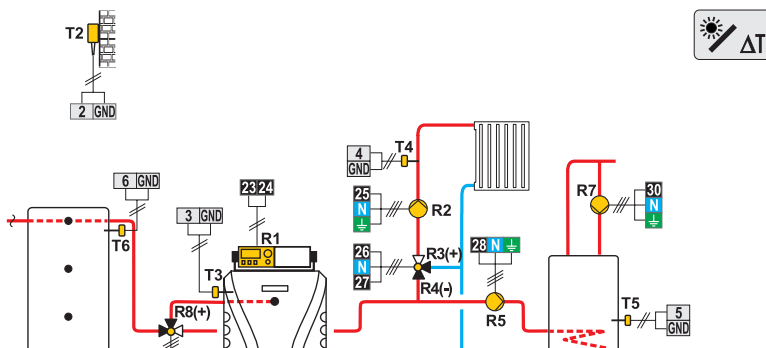 T2
2 GND
ΔT
6 GND
T6
3 GND
T3
23 24
R1
R8(+)
4
GND
T4
25
N
R2
26
N
27
R3(+)
R4(-)
28 N
R5
R7
30
N
T5
5
GND